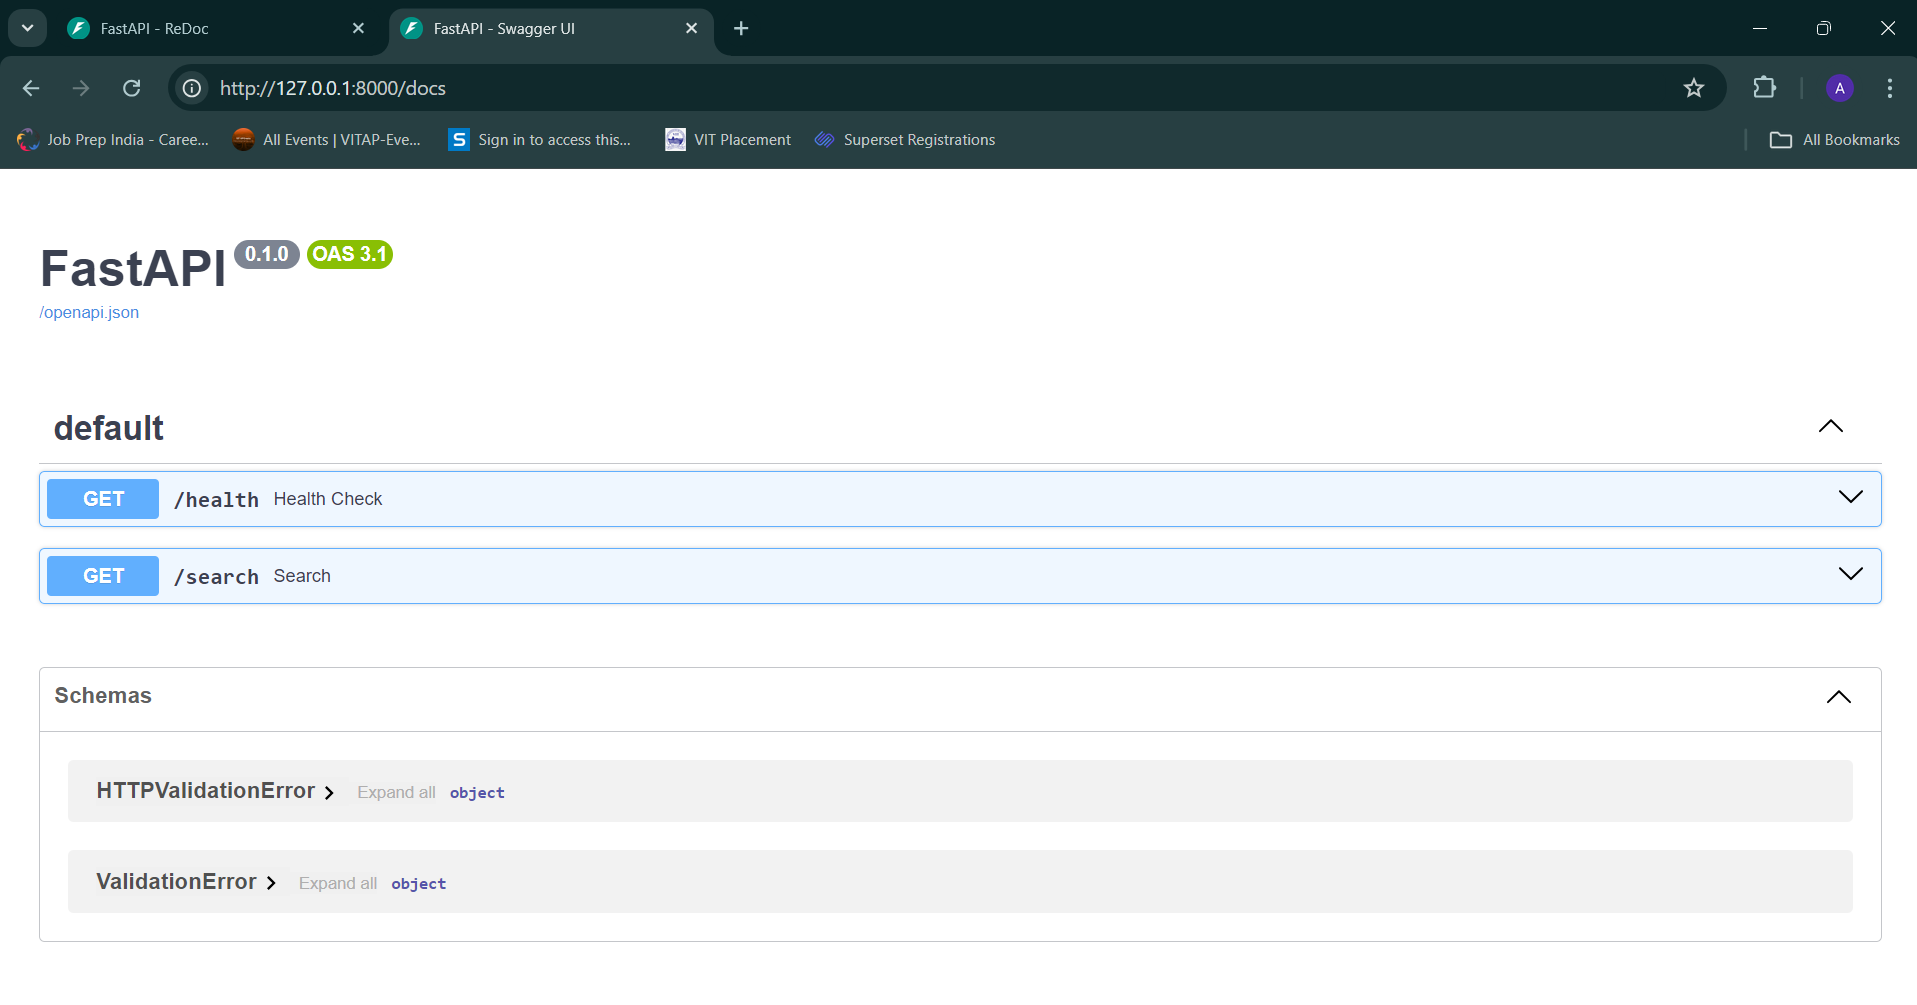 FastAPI - ReDoc
FastAPI - Swagger UI
http://127.0.0.1:8000/docs
A
Job Prep India - Caree...
All Events | VITAP-Eve...
S
Sign in to access this...
VIT Placement
Superset Registrations
All Bookmarks
FastAPI 0.1.0 OAS 3.1
/openapi.json
default
GET /health Health Check
GET /search Search
Schemas
HTTPValidationError Expand all object
ValidationError Expand all object